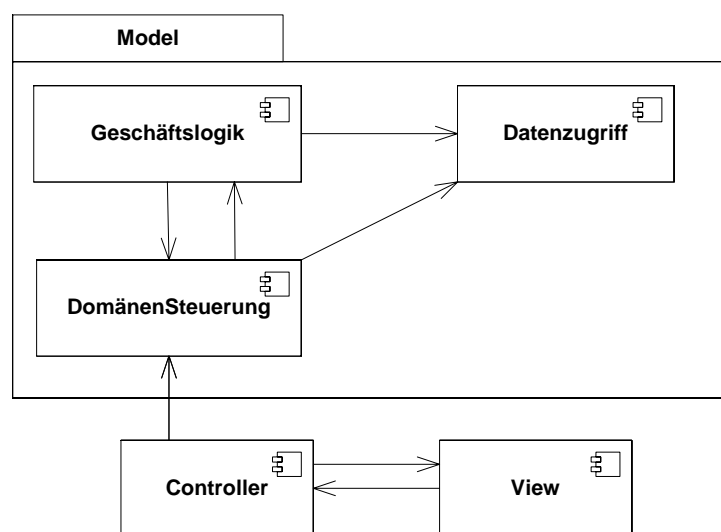 Model
Geschäftslogik
Datenzugriff
DomänenSteuerung
Controller
View